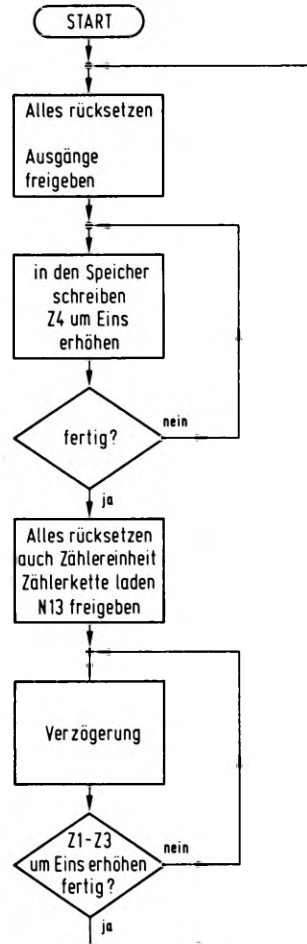 START
Alles rücksetzen
Ausgänge
freigeben
in den Speicher
schreiben
Z4 um Eins
erhöhen
nein
fertig?
ja
Alles rücksetzen
auch Zählereinheit
Zählerkette laden
N13 freigeben
Verzögerung
Z1-Z3
nein
um Eins erhöhen
fertig?
ja